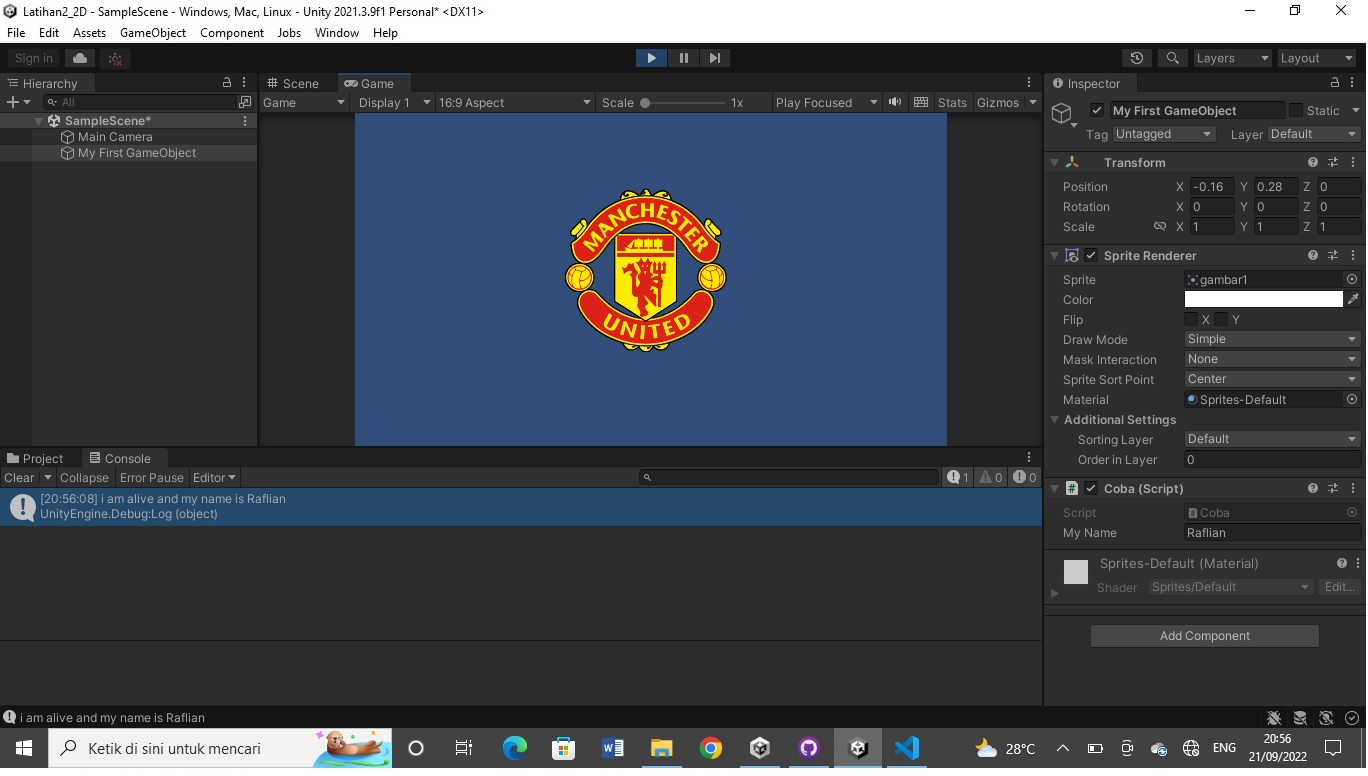 Latihan2_2D - SampleScene - Windows, Mac, Linux - Unity 2021.3.9f1 Personal* <DX11>
File Edit Assets GameObject Component Jobs Window Help
Sign in Layers Layout
Hierarchy Scene Game Inspector
All Game Display 1 16:9 Aspect Scale 1x Play Focused Stats Gizmos My First GameObject Static
SampleScene*
Tag Untagged Layer Default
Main Camera
My First GameObject
MANCHESTER
UNITED
Transform
Position X -0.16 Y 0.28 Z 0
Rotation X 0 Y 0 Z 0
Scale X 1 Y 1 Z 1
Sprite Renderer
Sprite gambar1
Color
Flip X Y
Draw Mode Simple
Mask Interaction None
Sprite Sort Point Center
Material Sprites-Default
Additional Settings
Sorting Layer Default
Order in Layer 0
Coba (Script)
Script Coba
My Name Raflian
Sprites-Default (Material)
Shader Sprites/Default Edit...
Add Component
Project Console
Clear Collapse Error Pause Editor 1 0 0
[20:56:08] i am alive and my name is Raflian
UnityEngine.Debug:Log (object)
i am alive and my name is Raflian
Ketik di sini untuk mencari 28°C ENG 20:56
21/09/2022